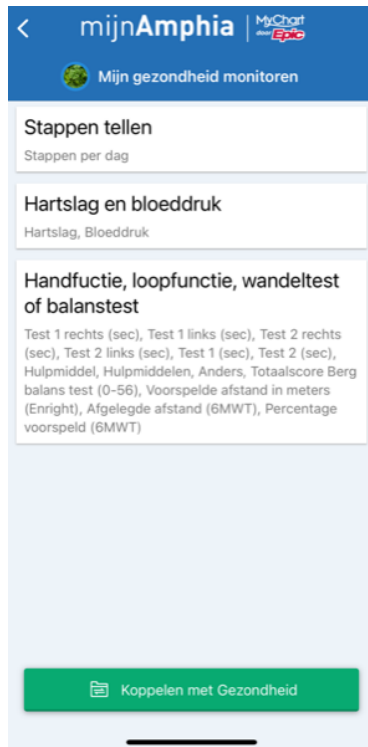 mijnAmphia | MyChart
door Epic
Mijn gezondheid monitoren
Stappen tellen
Stappen per dag
Hartslag en bloeddruk
Hartslag, Bloeddruk
Handfuctie, loopfunctie, wandeltest
of balanstest
Test 1 rechts (sec), Test 1 links (sec), Test 2 rechts
(sec), Test 2 links (sec), Test 1 (sec), Test 2 (sec),
Hulpmiddel, Hulpmiddelen, Anders, Totaalscore Berg
balans test (0-56), Voorspelde afstand in meters
(Enright), Afgelegde afstand (6MWT), Percentage
voorspeld (6MWT)
Koppelen met Gezondheid